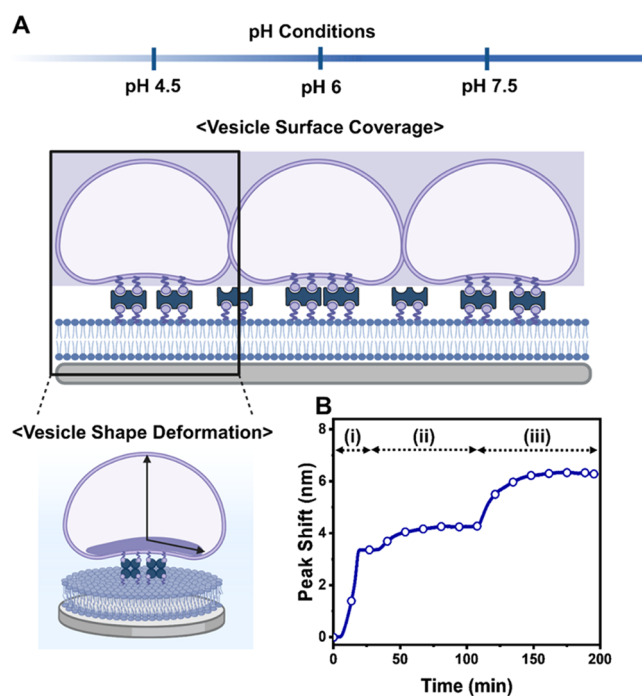 A
pH Conditions
pH 4.5
pH 6
pH 7.5
<Vesicle Surface Coverage>
<Vesicle Shape Deformation>
B
(i)
(ii)
(iii)
8
6
4
2
0
Peak Shift (nm)
0
50
100
150
200
Time (min)